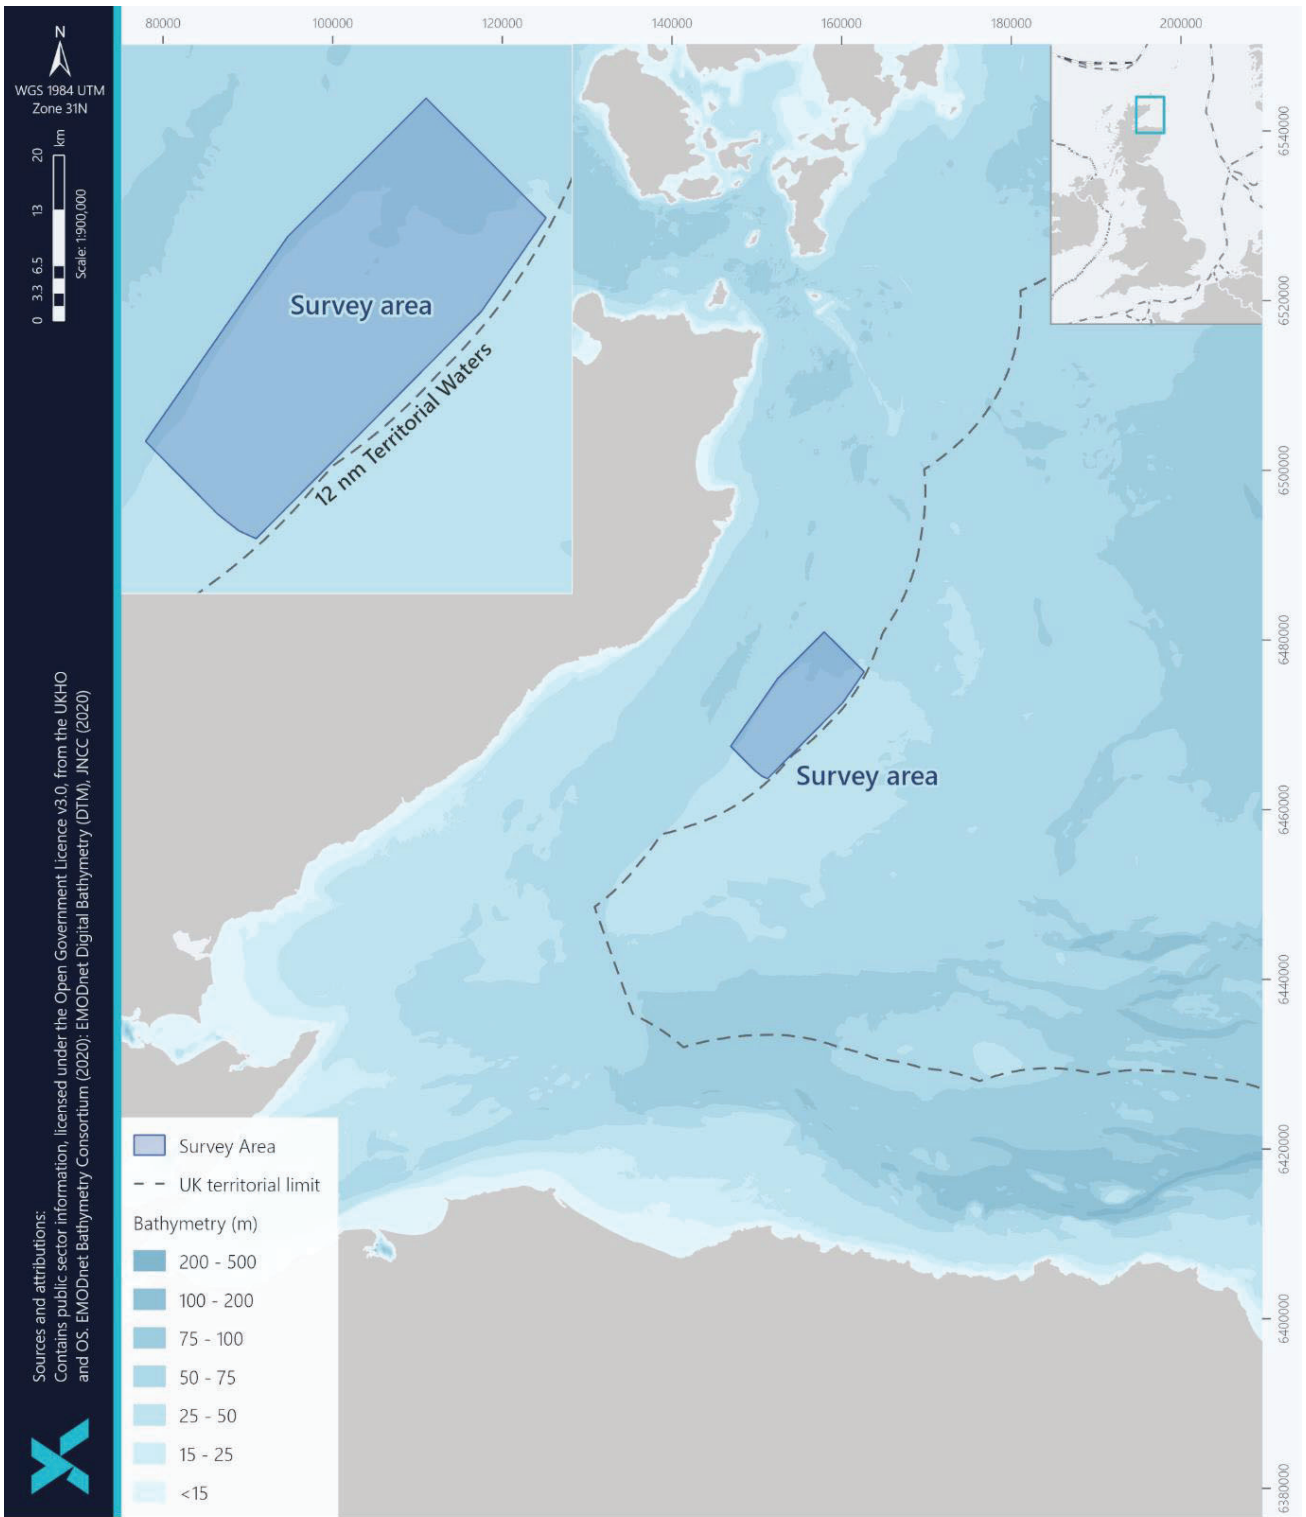 80000
100000
120000
140000
160000
180000
200000
N
WGS 1984 UTM
Zone 31N
0 3.3 6.5 13 20 km
Scale: 1:900,000
Survey area
12 nm Territorial Waters
Survey area
6540000
6520000
6500000
6480000
6460000
6440000
6420000
6400000
6380000
Sources and attributions:
Contains public sector information, licensed under the Open Government Licence v3.0, from the UKHO
and OS. EMODnet Bathymetry Consortium (2020): EMODnet Digital Bathymetry (DTM), JNCC (2020)
Survey Area
UK territorial limit
Bathymetry (m)
200 - 500
100 - 200
75 - 100
50 - 75
25 - 50
15 - 25
<15